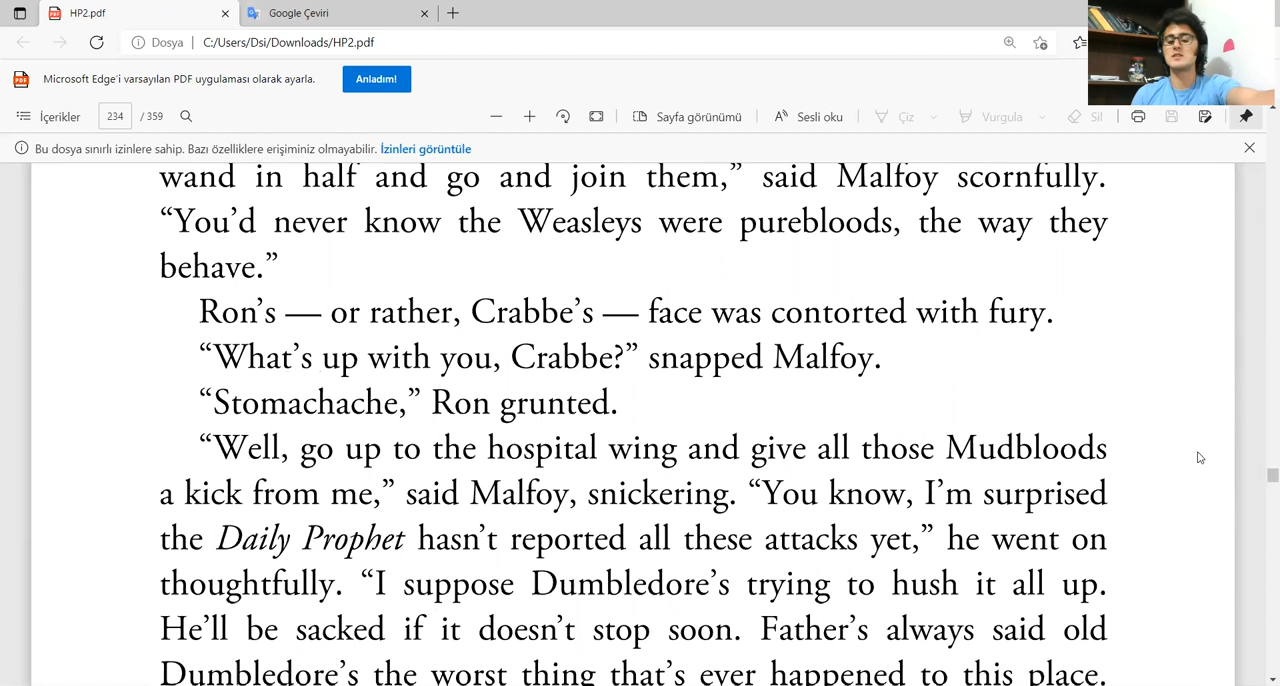 HP2.pdf
Google Çeviri
Dosya
C:/Users/Dsi/Downloads/HP2.pdf
Microsoft Edge'i varsayılan PDF uygulaması olarak ayarla.
Anladım!
İçerikler
234
/ 359
Sayfa görünümü
Sesli oku
Çiz
Vurgula
Sil
Bu dosya sınırlı izinlere sahip. Bazı özelliklere erişiminiz olmayabilir. İzinleri görüntüle
wand in half and go and join them,” said Malfoy scornfully.
“You’d never know the Weasleys were purebloods, the way they
behave.”
Ron’s — or rather, Crabbe’s — face was contorted with fury.
“What’s up with you, Crabbe?” snapped Malfoy.
“Stomachache,” Ron grunted.
“Well, go up to the hospital wing and give all those Mudbloods
a kick from me,” said Malfoy, snickering. “You know, I’m surprised
the Daily Prophet hasn’t reported all these attacks yet,” he went on
thoughtfully. “I suppose Dumbledore’s trying to hush it all up.
He’ll be sacked if it doesn’t stop soon. Father’s always said old
Dumbledore’s the worst thing that’s ever happened to this place.